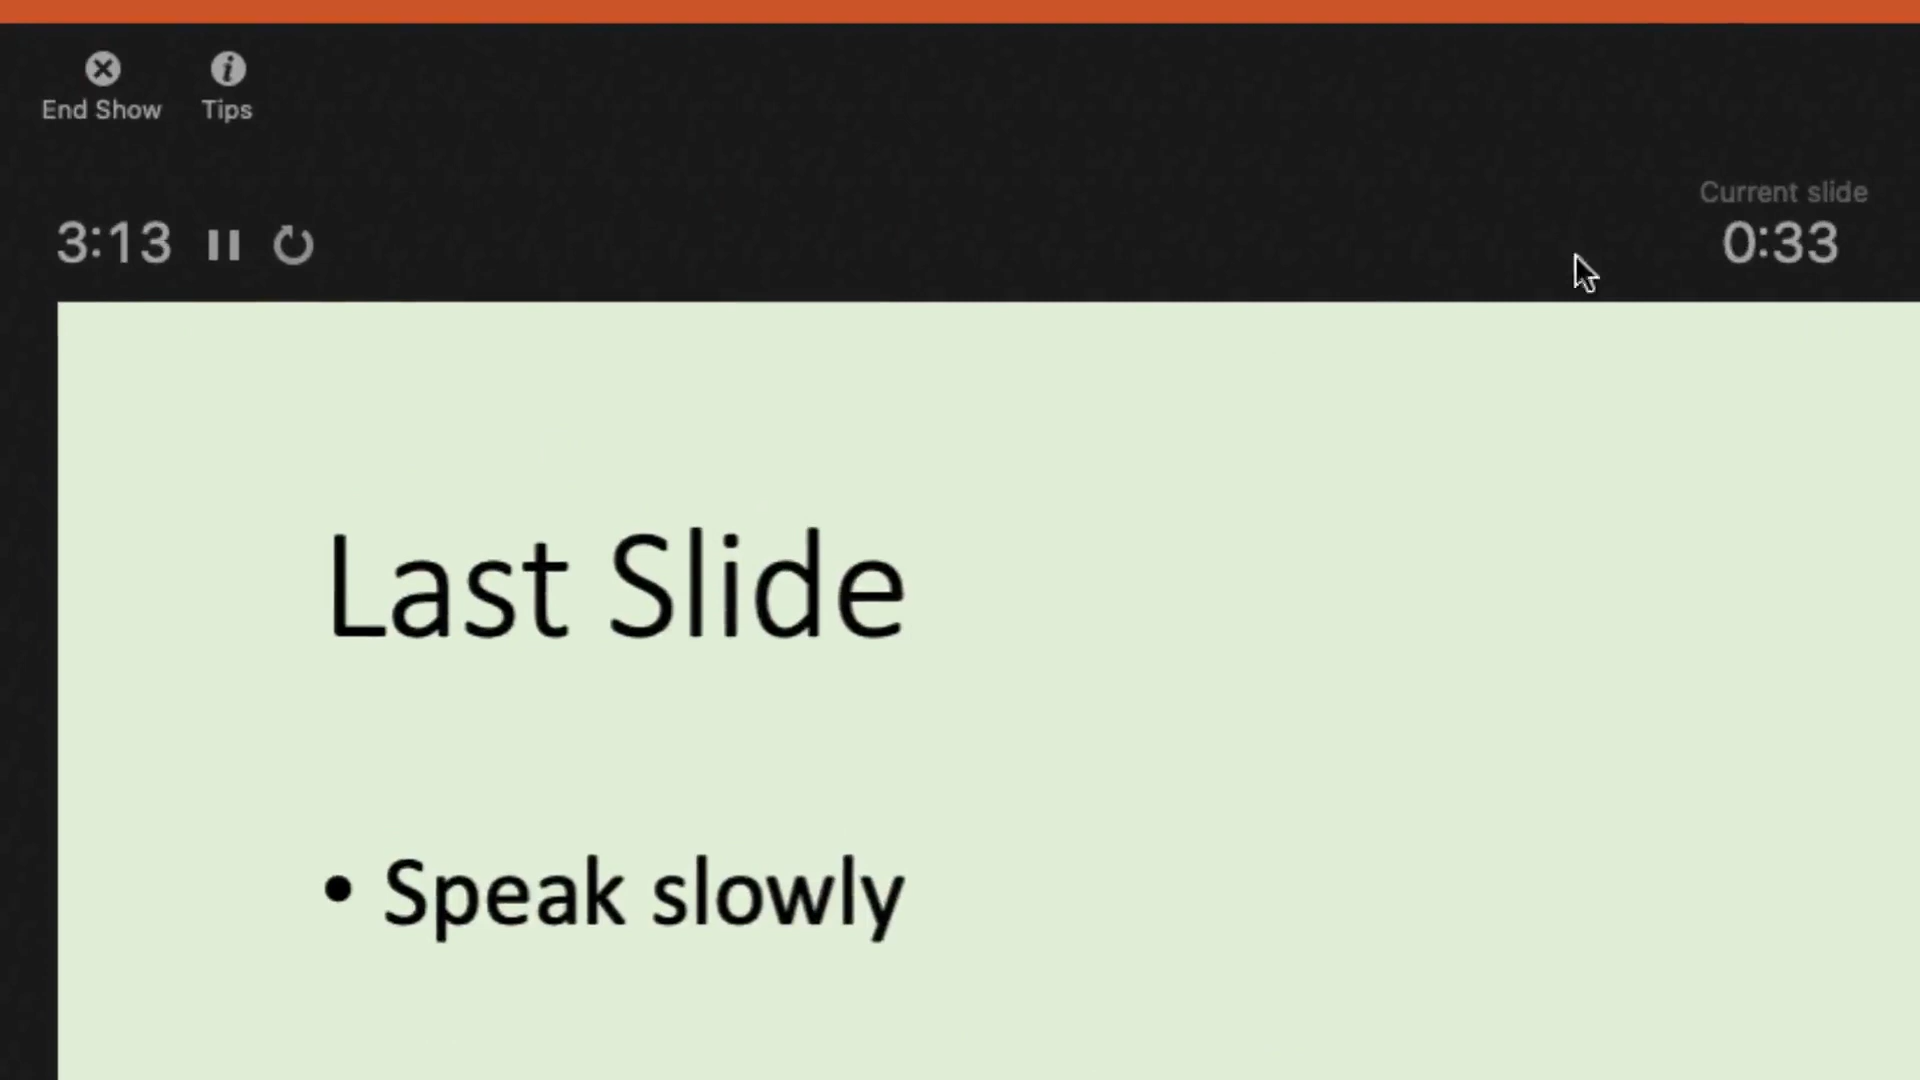 End Show Tips
Current slide
3:13 0:33
Last Slide
• Speak slowly